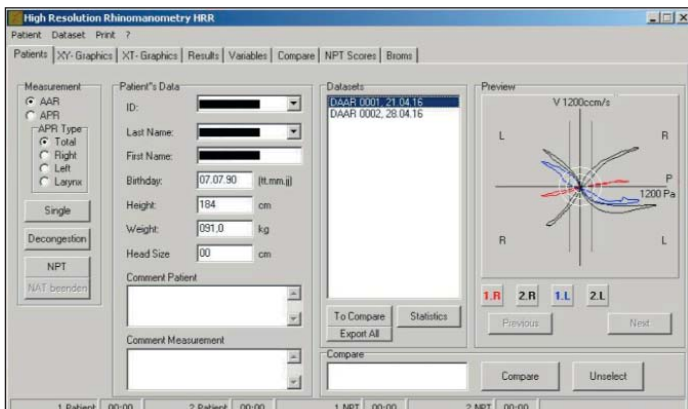 High Resolution Rhinomanometry HRR
Patient Dataset Print ?
Patients XY-Graphics XT-Graphics Results Variables Compare NPT Scores Broms
Measurement
AAR
APR
APR Type
Total
Right
Left
Larynx
Single
Decongestion
NPT
NAT beenden
Patient"s Data
ID:
Last Name:
First Name:
Birthday: 07.07.90 (tt.mm.jj)
Height: 184 cm
Weight: 091,0 kg
Head Size 00 cm
Comment Patient
Comment Measurement
Datasets
DAAR 0001, 21.04.16
DAAR 0002, 28.04.16
To Compare Statistics
Export All
Preview
V 1200ccm/s
L R
P
1200 Pa
R L
1.R 2.R 1.L 2.L
Previous Next
Compare
Compare Unselect
1.Patient 00:00 2.Patient 00:00 1.NPT 00:00 2.NPT 00:00